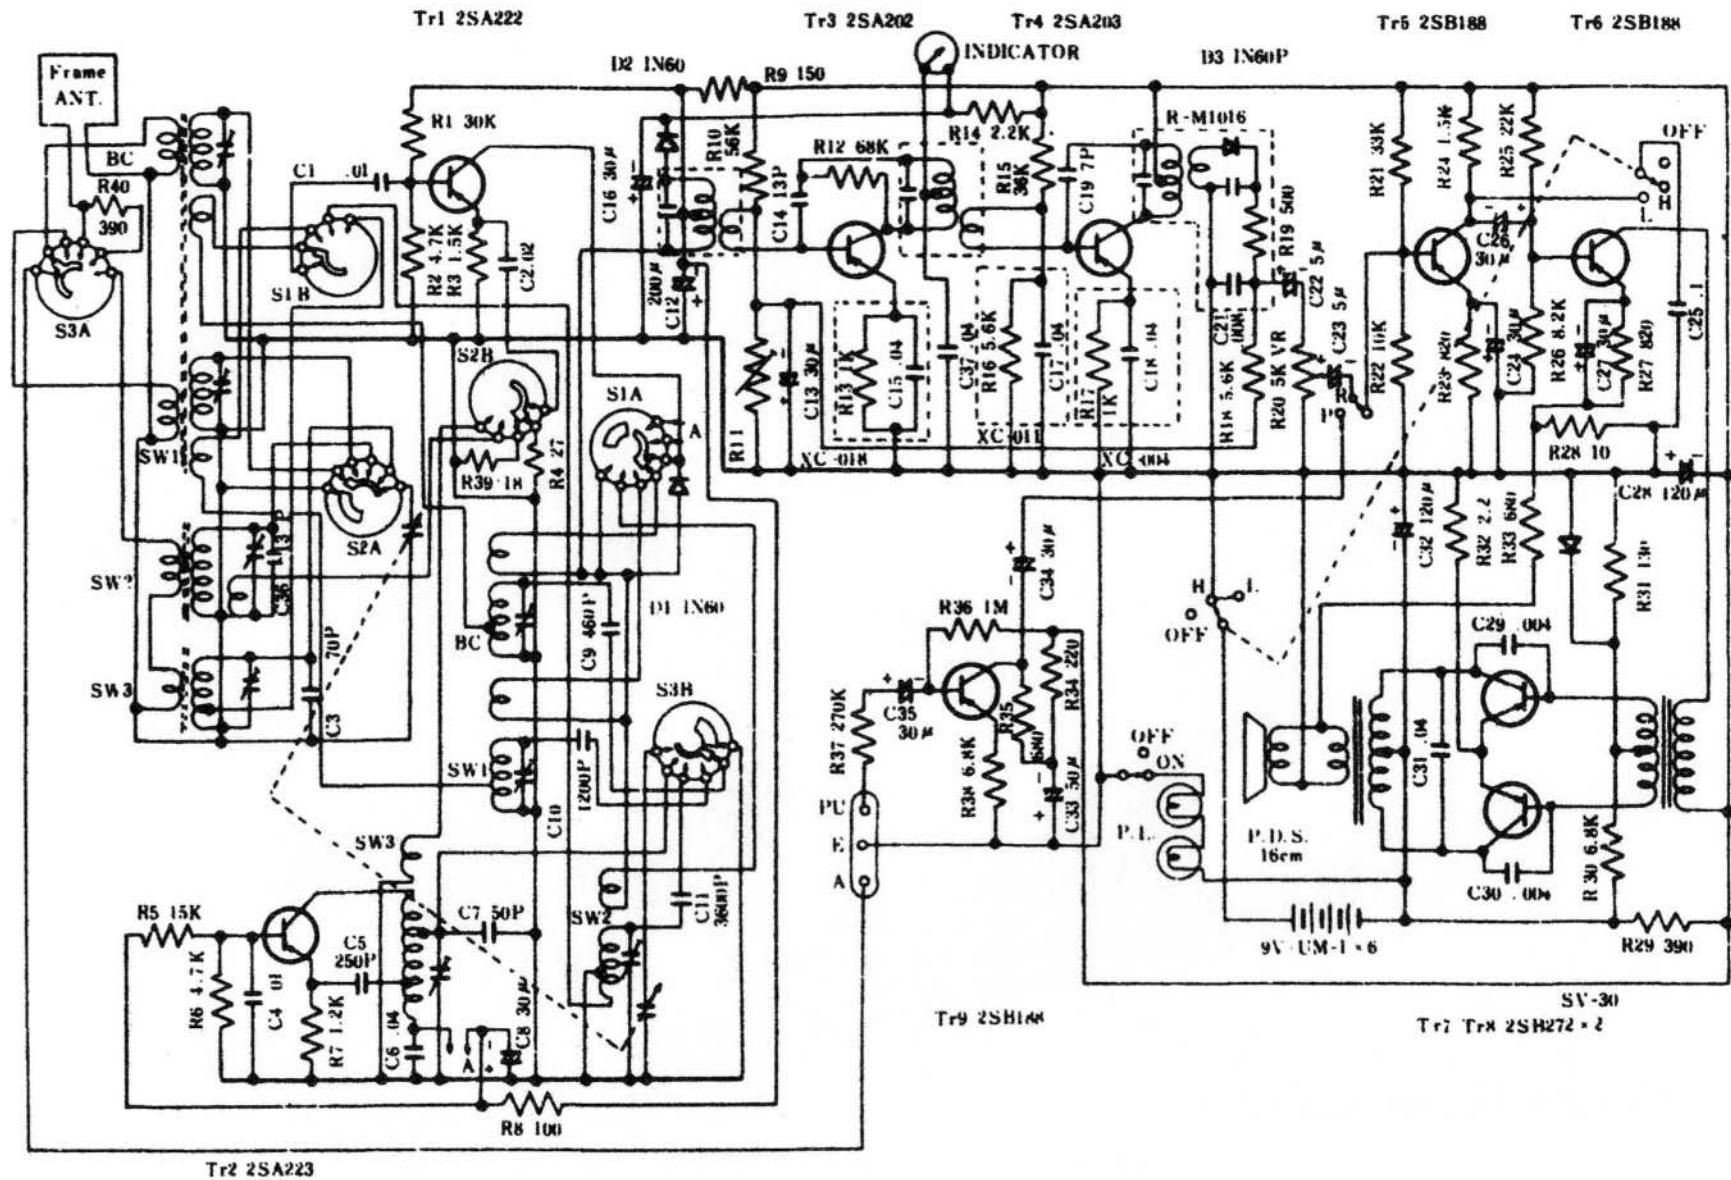 Tr1 2SA222
Tr3 2SA202
Tr4 2SA203
Tr5 2SB188
Tr6 2SB188
INDICATOR
Frame
ANT.
D2 IN60
R9 150
B3 IN60P
R1 30K
R10
56K
R14 2.2K
R-M1016
OFF
H
L
BC
R40
390
C1 .01
C16 30μ
R12 68K
C14 13P
R15
36K
C19 7P
R19 500
R21 33K
R24 1.5K
R25 22K
C26
30μ
R2 4.7K
R3 1.5K
C2.02
S1B
S3A
200μ
C12
C22 5μ
C21
.008
C25 .1
S2B
S1A
A
R11
C13 30μ
R13 1K
C15 .04
C37 .04
R16 5.6K
C17 .04
R17
1K
C18 .04
R18 5.6K
R20 5K VR
C23 5μ
R
P
R22 10K
R23 820
C24 30μ
R26 8.2K
C27 30μ
R27 820
SW1
R39 18
R4 27
XC-018
XC-011
XC-004
R28 10
C28 120μ
S2A
SW?
C36 13P
D1 IN60
C34 30μ
H
L
OFF
C32 120μ
R32 2.2
R33 680
R31 130
SW3
70P
C3
BC
C9 460P
S3B
R36 1M
R34 220
C29 .004
R37 270K
C35
30μ
R35
680
SW1
1200P
C10
R38 6.8K
C33 50μ
OFF
ON
C31 .04
PU
E
A
P.L.
P.D.S.
16cm
C30 .004
R30 6.8K
SW3
C11
3600P
SW2
R5 15K
C5
250P
C7 50P
9V UM-1×6
R29 390
R6 4.7K
C4 .01
R7 1.2K
C6 .04
A
C8 30μ
Tr9 2SB188
SV-30
Tr7 Tr8 2SB272×2
R8 100
Tr2 2SA223